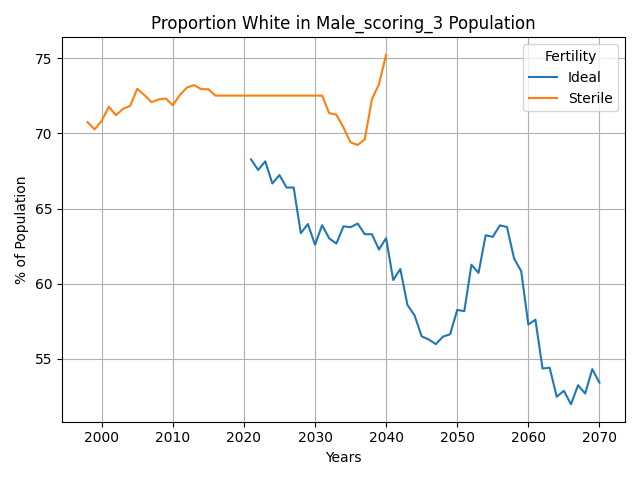 Proportion White in Male_scoring_3 Population
% of Population
75
70
65
60
55
Fertility
Ideal
Sterile
2000 2010 2020 2030 2040 2050 2060 2070
Years